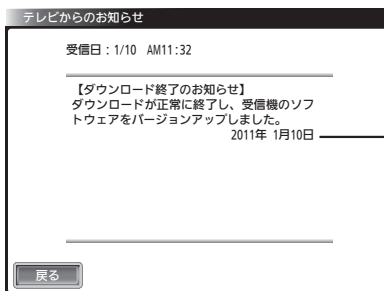 テレビからのお知らせ
受信日：1/10 AM11:32
【ダウンロード終了のお知らせ】
ダウンロードが正常に終了し、受信機のソフ
トウェアをバージョンアップしました。
2011年 1月10日
戻る